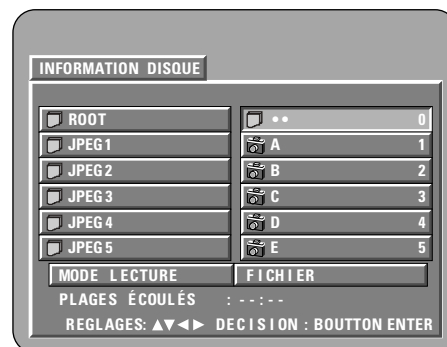 INFORMATION DISQUE
ROOT •• 0
JPEG1 A 1
JPEG2 B 2
JPEG3 C 3
JPEG4 D 4
JPEG5 E 5
MODE LECTURE FICHIER
PLAGES ÉCOULÉS : --:--
REGLAGES: ▲▼◄► DECISION : BOUTTON ENTER